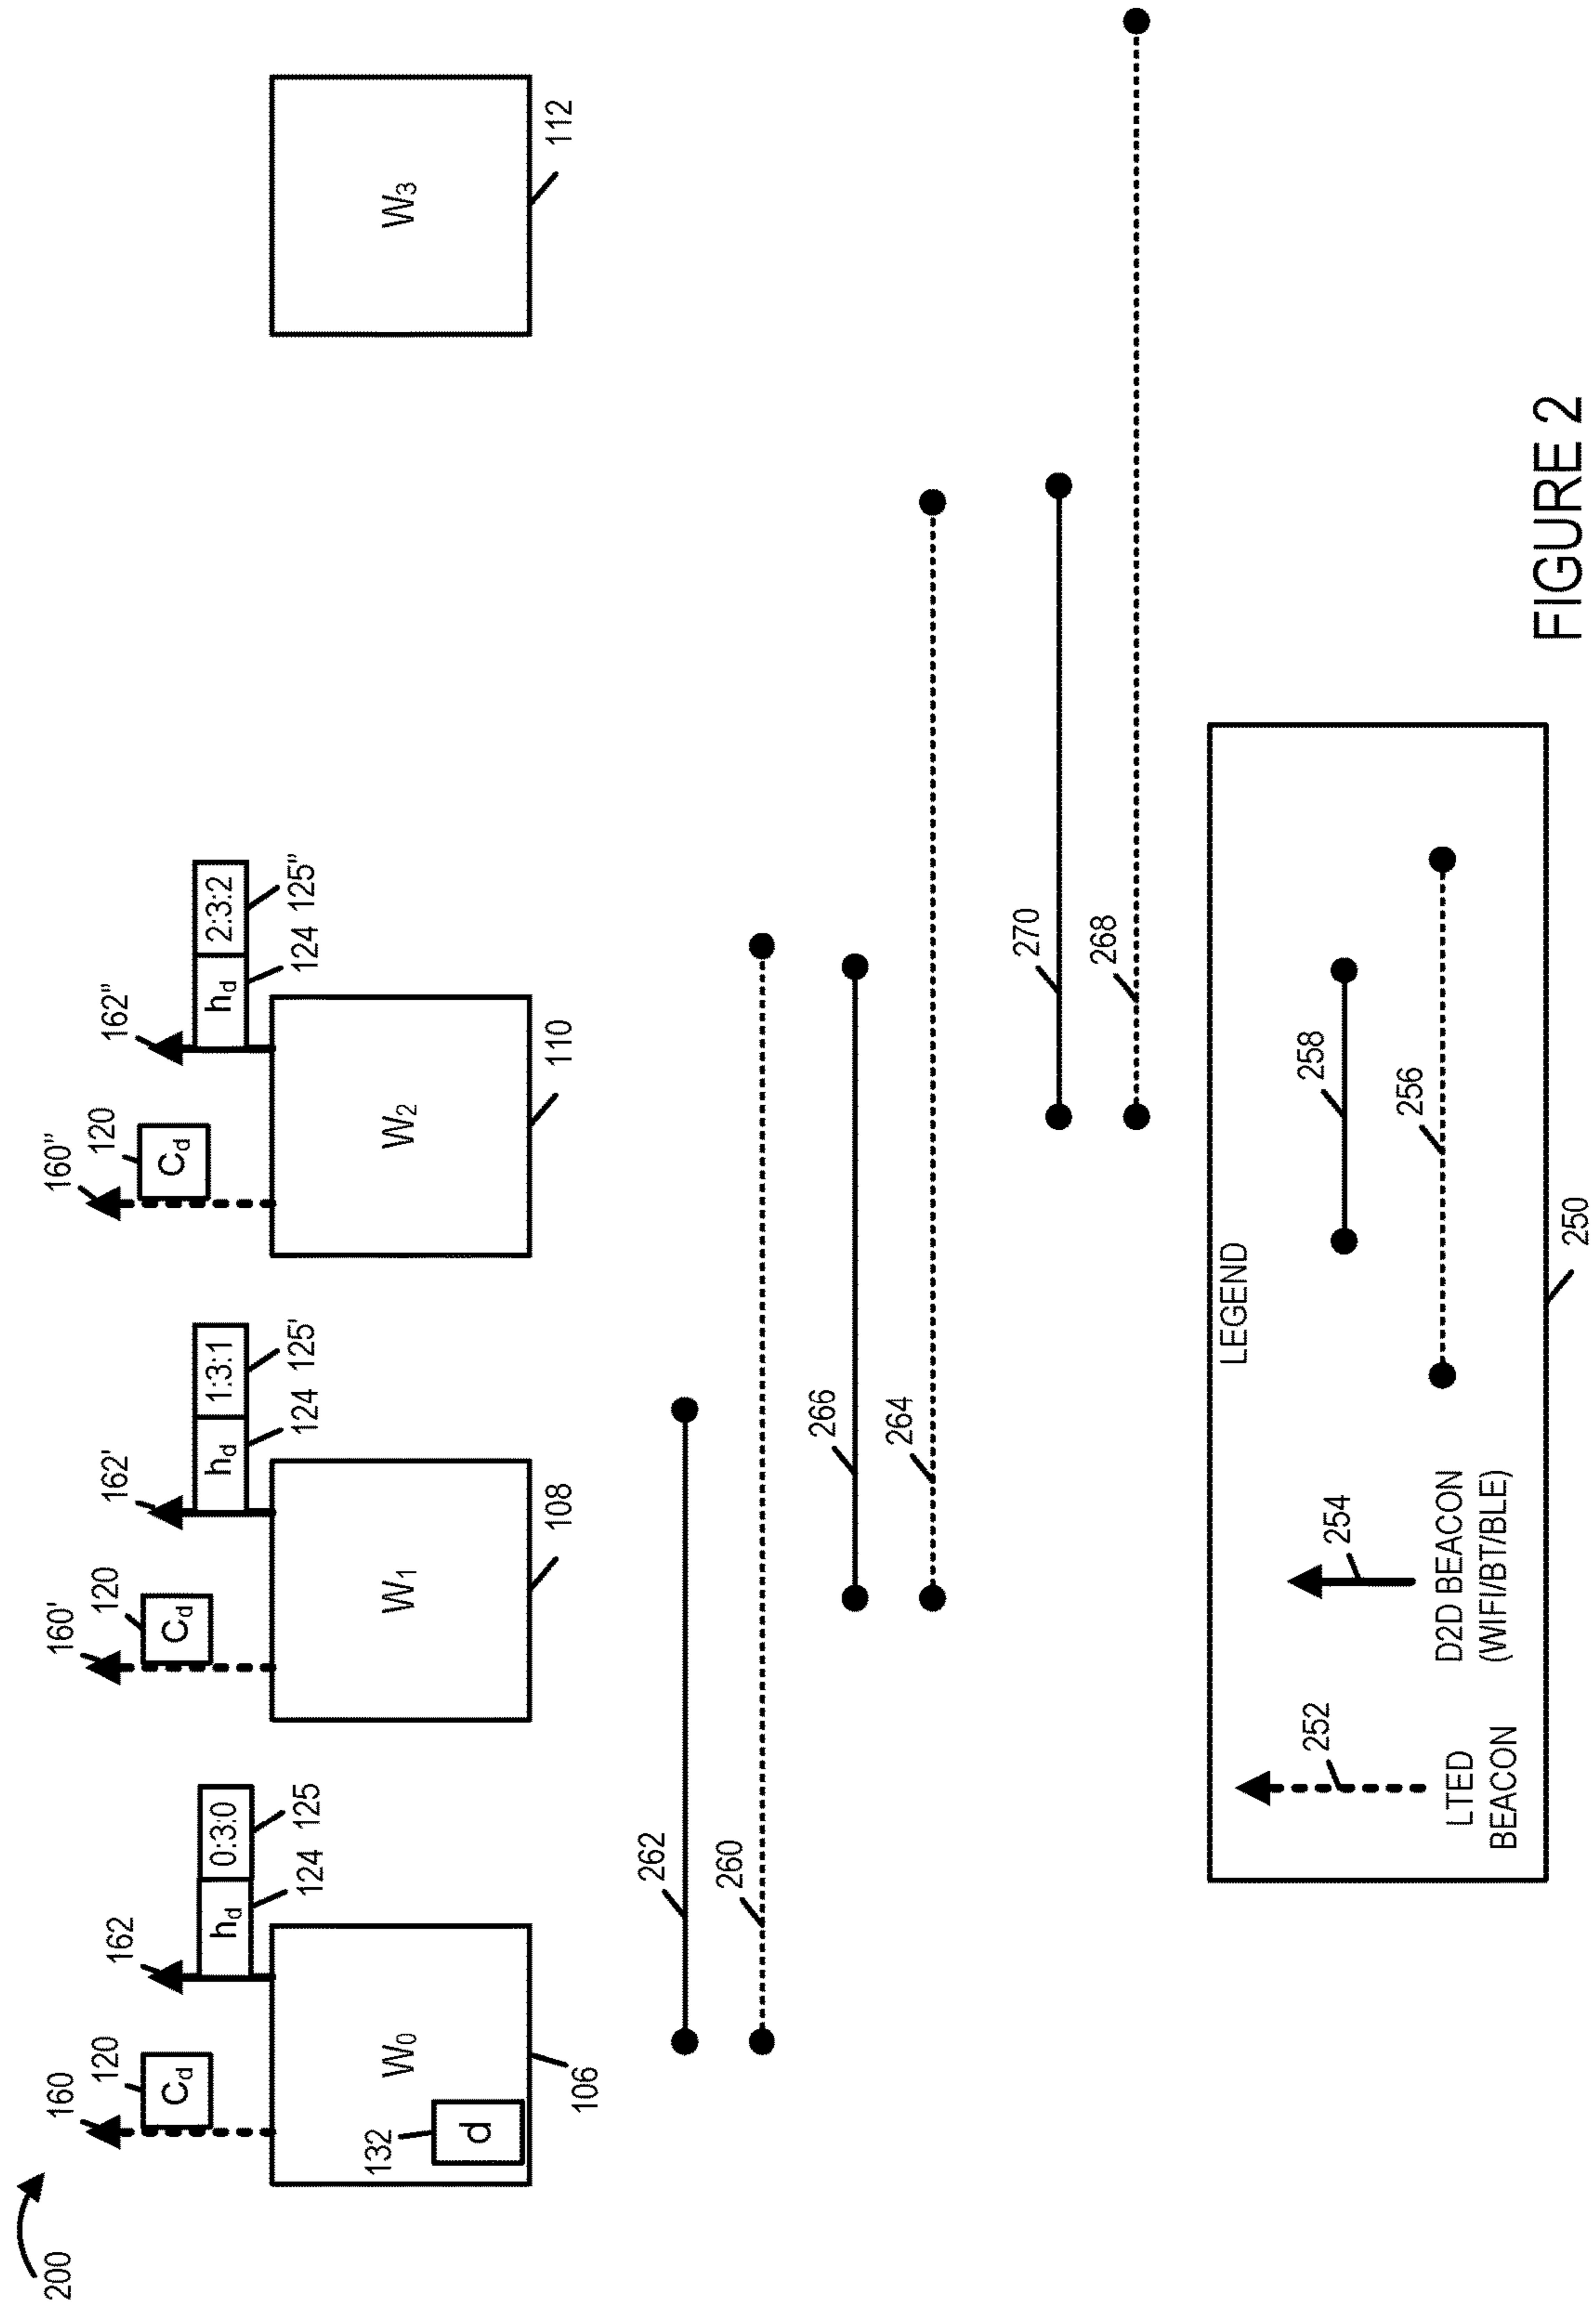 200
160
120
Cd
162
hd
0:3:0
124
125
W0
132
d
106
160'
120
Cd
162'
hd
1:3:1
124
125'
W1
108
160"
120
Cd
162"
hd
2:3:2
124
125"
W2
110
W3
112
262
260
266
264
270
268
LEGEND
252
LTED
BEACON
254
D2D BEACON
(WIFI/BT/BLE)
258
256
250
FIGURE 2